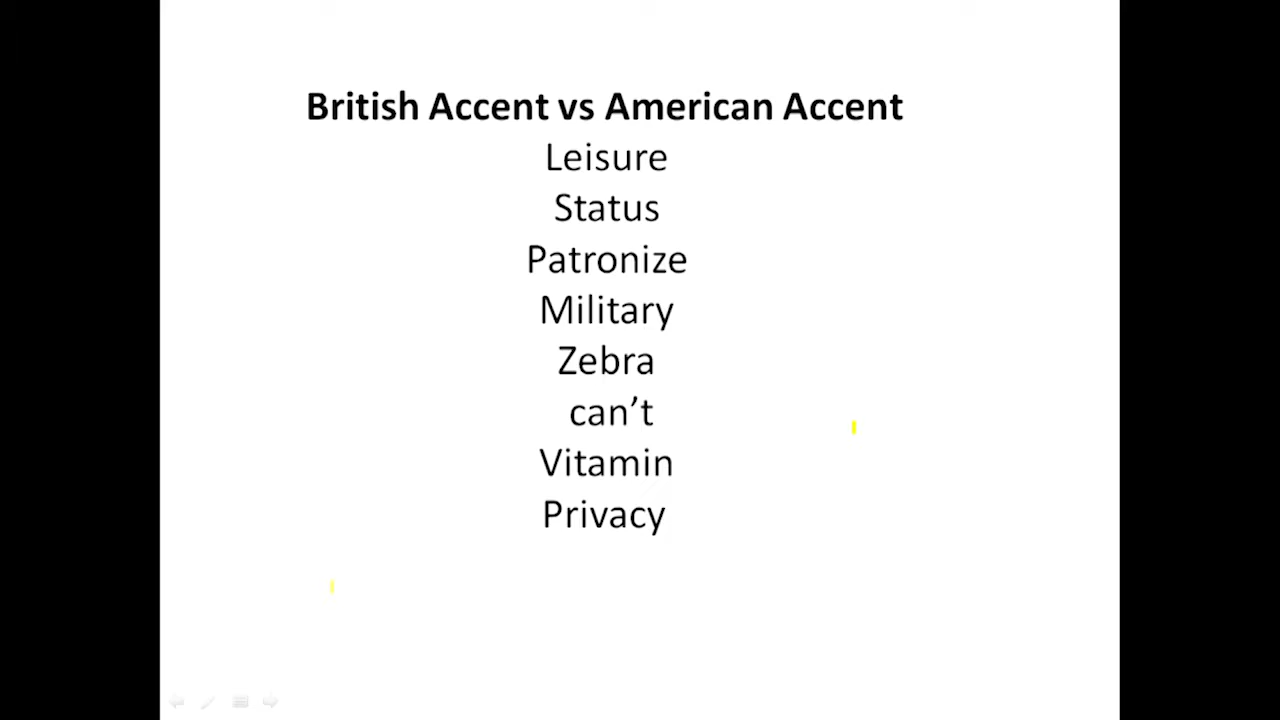 British Accent vs American Accent
Leisure
Status
Patronize
Military
Zebra
can’t
Vitamin
Privacy